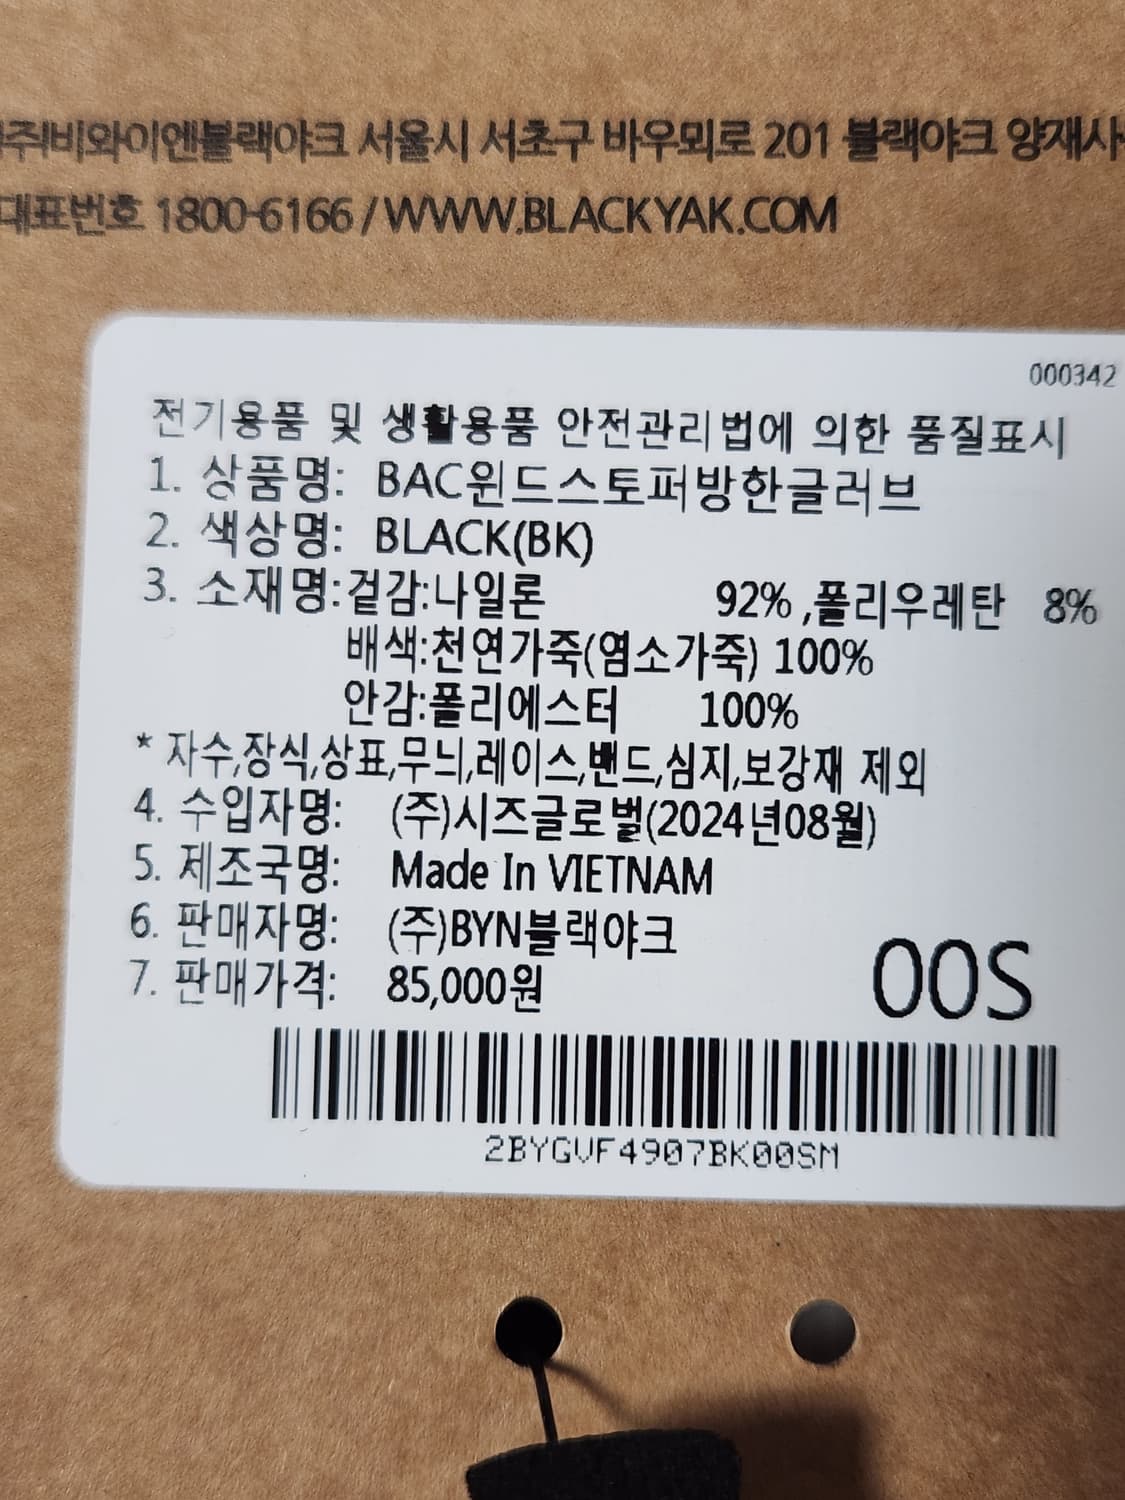 비와이엔블랙야크 서울시 서초구 바우뫼로 201 블랙야크 양재사
대표번호 1800-6166 / WWW.BLACKYAK.COM
000342
전기용품 및 생활용품 안전관리법에 의한 품질표시
1. 상품명: BAC윈드스토퍼방한글러브
2. 색상명: BLACK(BK)
3. 소재명:겉감:나일론 92% ,폴리우레탄 8%
배색:천연가죽(염소가죽) 100%
안감:폴리에스터 100%
* 자수,장식,상표,무늬,레이스,밴드,심지,보강재 제외
4. 수입자명: (주)시즈글로벌(2024년08월)
5. 제조국명: Made In VIETNAM
6. 판매자명: (주)BYN블랙야크
7. 판매가격: 85,000원
00S
2BYGVF4907BK00SM